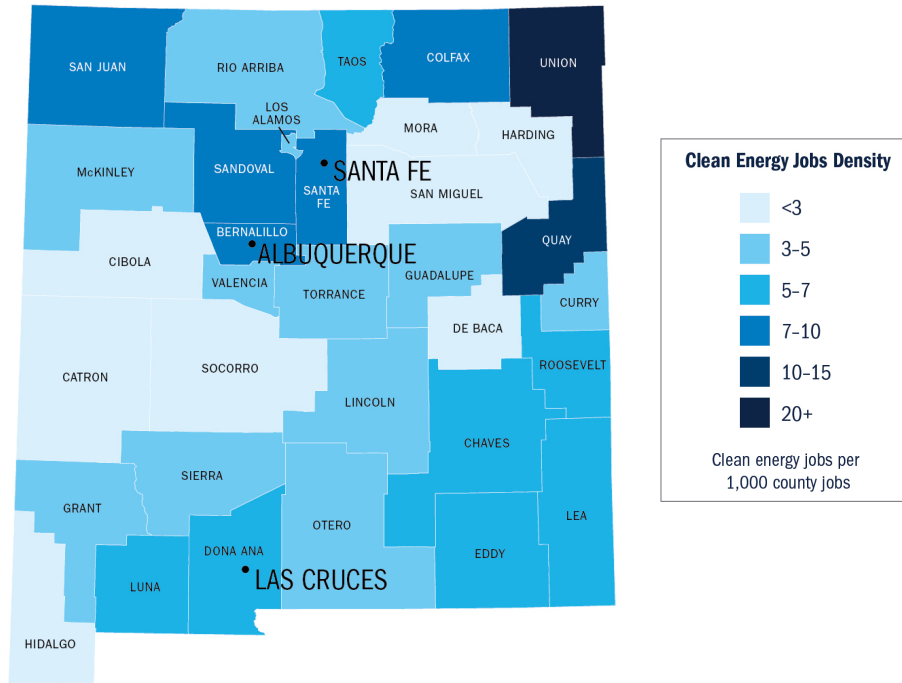 SAN JUAN
RIO ARRIBA
TAOS
COLFAX
UNION
LOS
ALAMOS
MORA
HARDING
McKINLEY
SANDOVAL
SANTA
FE
SANTA FE
SAN MIGUEL
BERNALILLO
ALBUQUERQUE
QUAY
CIBOLA
VALENCIA
TORRANCE
GUADALUPE
CURRY
DE BACA
CATRON
SOCORRO
ROOSEVELT
LINCOLN
CHAVES
SIERRA
GRANT
OTERO
LEA
DONA ANA
EDDY
LUNA
LAS CRUCES
HIDALGO
Clean Energy Jobs Density
<3
3–5
5–7
7–10
10–15
20+
Clean energy jobs per
1,000 county jobs